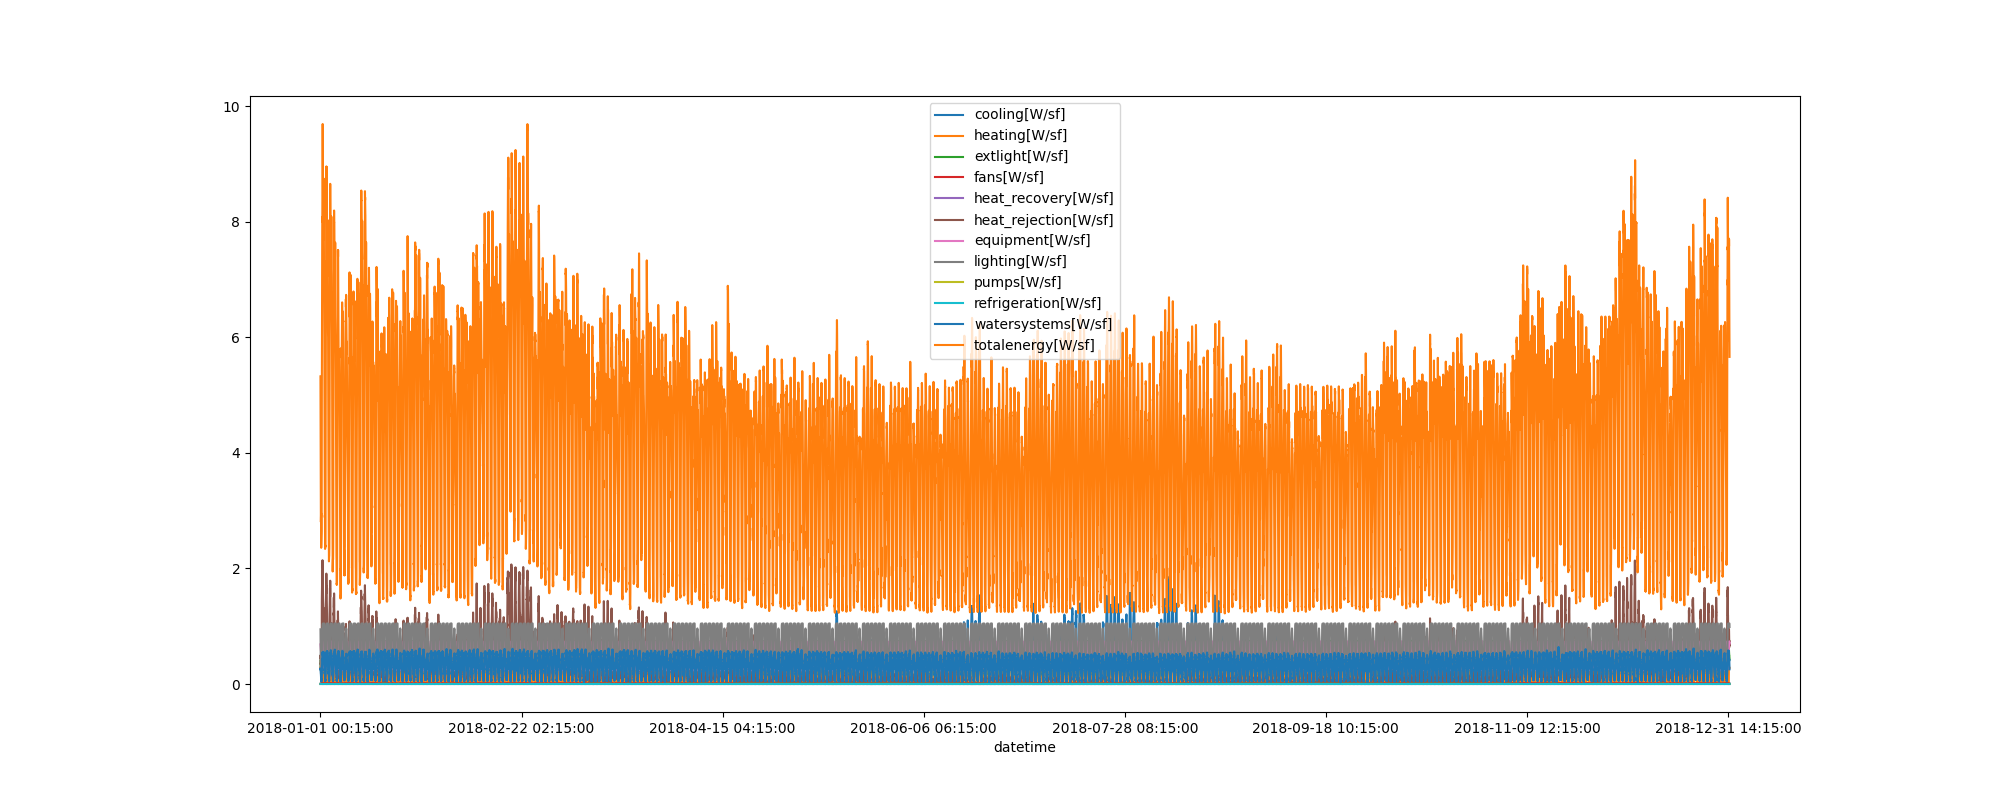 10
8
6
4
2
0
cooling[W/sf]
heating[W/sf]
extlight[W/sf]
fans[W/sf]
heat_recovery[W/sf]
heat_rejection[W/sf]
equipment[W/sf]
lighting[W/sf]
pumps[W/sf]
refrigeration[W/sf]
watersystems[W/sf]
totalenergy[W/sf]
2018-01-01 00:15:00 2018-02-22 02:15:00 2018-04-15 04:15:00 2018-06-06 06:15:00 2018-07-28 08:15:00 2018-09-18 10:15:00 2018-11-09 12:15:00 2018-12-31 14:15:00
datetime